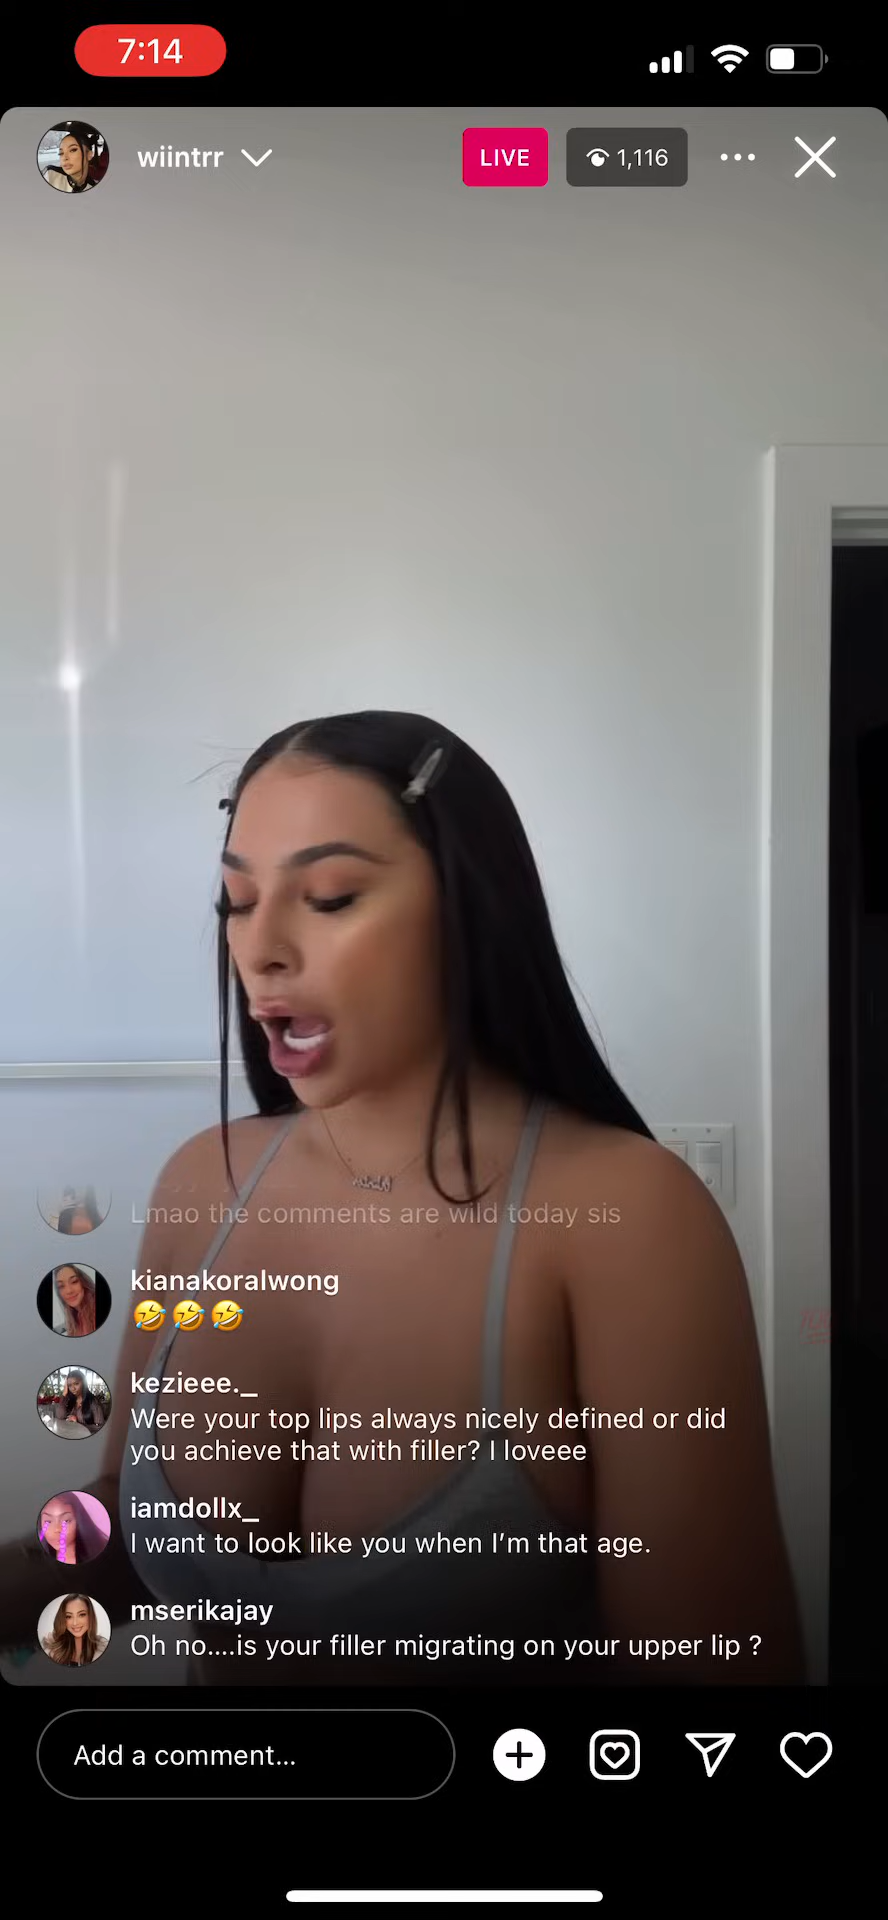 7:14
wiintrr
LIVE
1,116
Lmao the comments are wild today sis
kianakoralwong
🤣🤣🤣
kezieee._
Were your top lips always nicely defined or did
you achieve that with filler? I loveee
iamdollx_
I want to look like you when I’m that age.
mserikajay
Oh no....is your filler migrating on your upper lip ?
Add a comment...